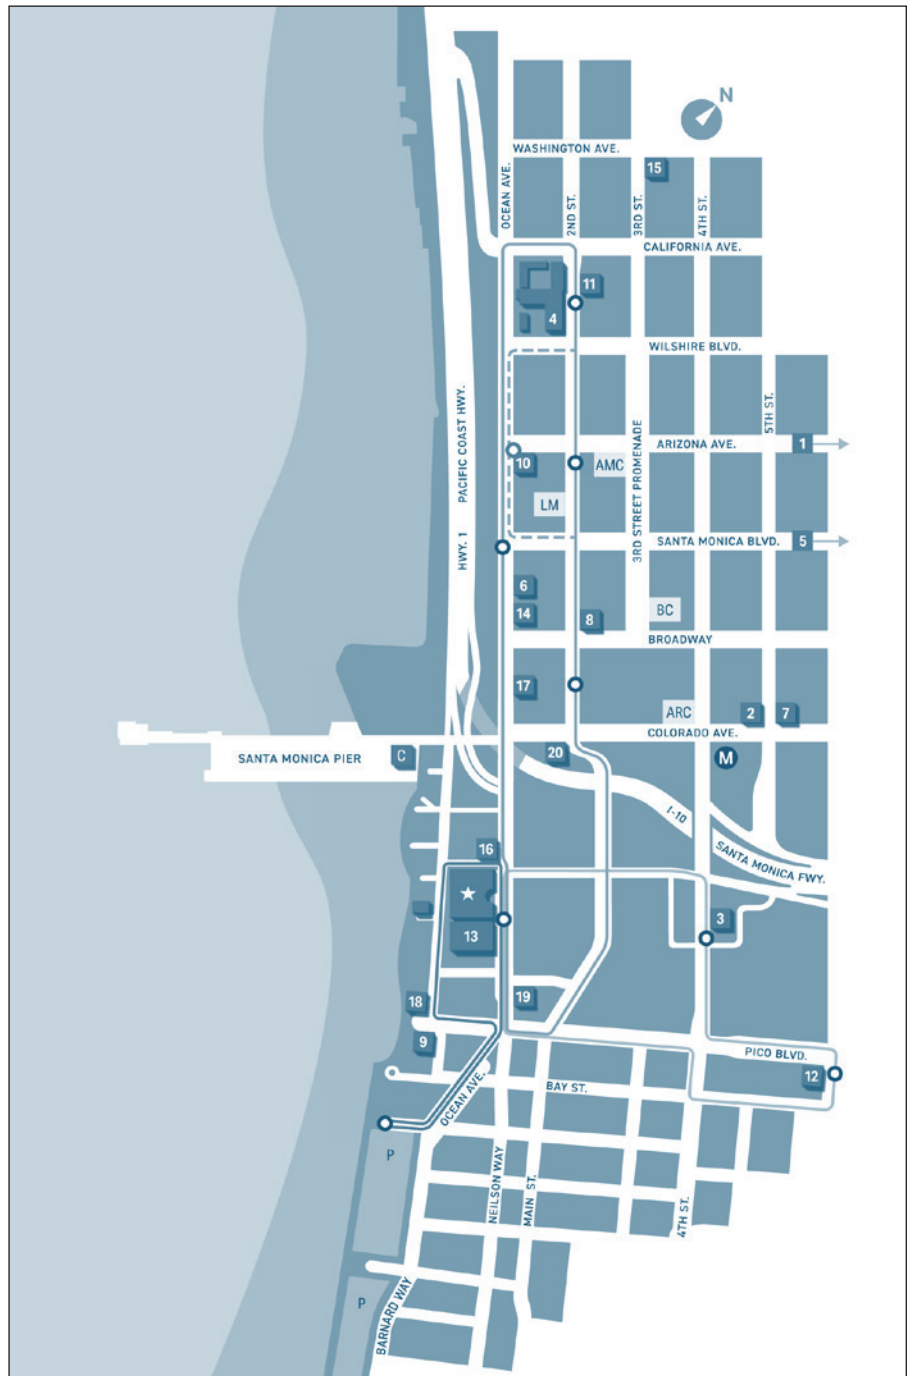 N
WASHINGTON AVE.
15
OCEAN AVE.
2ND ST.
3RD ST.
4TH ST.
CALIFORNIA AVE.
11
4
WILSHIRE BLVD.
HWY. 1 PACIFIC COAST HWY.
5TH ST.
3RD STREET PROMENADE
ARIZONA AVE.
1
10
AMC
LM
SANTA MONICA BLVD.
5
6
14
8
BC
BROADWAY
17
ARC
2
7
COLORADO AVE.
SANTA MONICA PIER
C
20
M
I-10
SANTA MONICA FWY.
16
3
13
18
19
9
PICO BLVD.
12
BAY ST.
OCEAN AVE.
P
NEILSON WAY
MAIN ST.
4TH ST.
P
BARNARD WAY